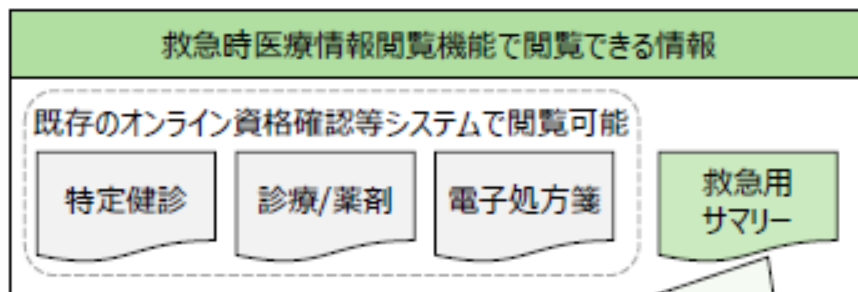 救急時医療情報閲覧機能で閲覧できる情報
既存のオンライン資格確認等システムで閲覧可能
特定健診
診療/薬剤
電子処方箋
救急用
サマリー